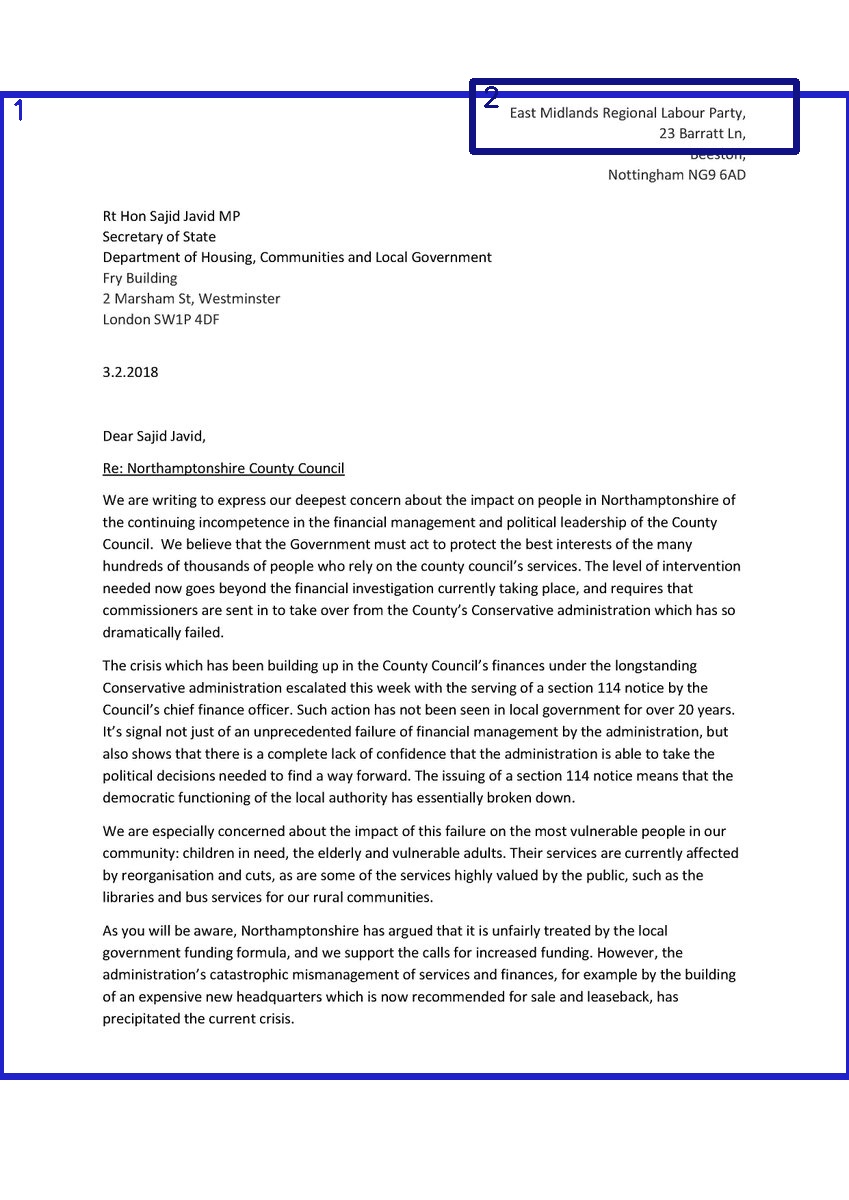 1
2
East Midlands Regional Labour Party,
23 Barratt Ln,
Beeston,
Nottingham NG9 6AD
Rt Hon Sajid Javid MP
Secretary of State
Department of Housing, Communities and Local Government
Fry Building
2 Marsham St, Westminster
London SW1P 4DF
3.2.2018
Dear Sajid Javid,
Re: Northamptonshire County Council
We are writing to express our deepest concern about the impact on people in Northamptonshire of
the continuing incompetence in the financial management and political leadership of the County
Council.  We believe that the Government must act to protect the best interests of the many
hundreds of thousands of people who rely on the county council's services. The level of intervention
needed now goes beyond the financial investigation currently taking place, and requires that
commissioners are sent in to take over from the County's Conservative administration which has so
dramatically failed.
The crisis which has been building up in the County Council's finances under the longstanding
Conservative administration escalated this week with the serving of a section 114 notice by the
Council's chief finance officer. Such action has not been seen in local government for over 20 years.
It's signal not just of an unprecedented failure of financial management by the administration, but
also shows that there is a complete lack of confidence that the administration is able to take the
political decisions needed to find a way forward. The issuing of a section 114 notice means that the
democratic functioning of the local authority has essentially broken down.
We are especially concerned about the impact of this failure on the most vulnerable people in our
community: children in need, the elderly and vulnerable adults. Their services are currently affected
by reorganisation and cuts, as are some of the services highly valued by the public, such as the
libraries and bus services for our rural communities.
As you will be aware, Northamptonshire has argued that it is unfairly treated by the local
government funding formula, and we support the calls for increased funding. However, the
administration's catastrophic mismanagement of services and finances, for example by the building
of an expensive new headquarters which is now recommended for sale and leaseback, has
precipitated the current crisis.